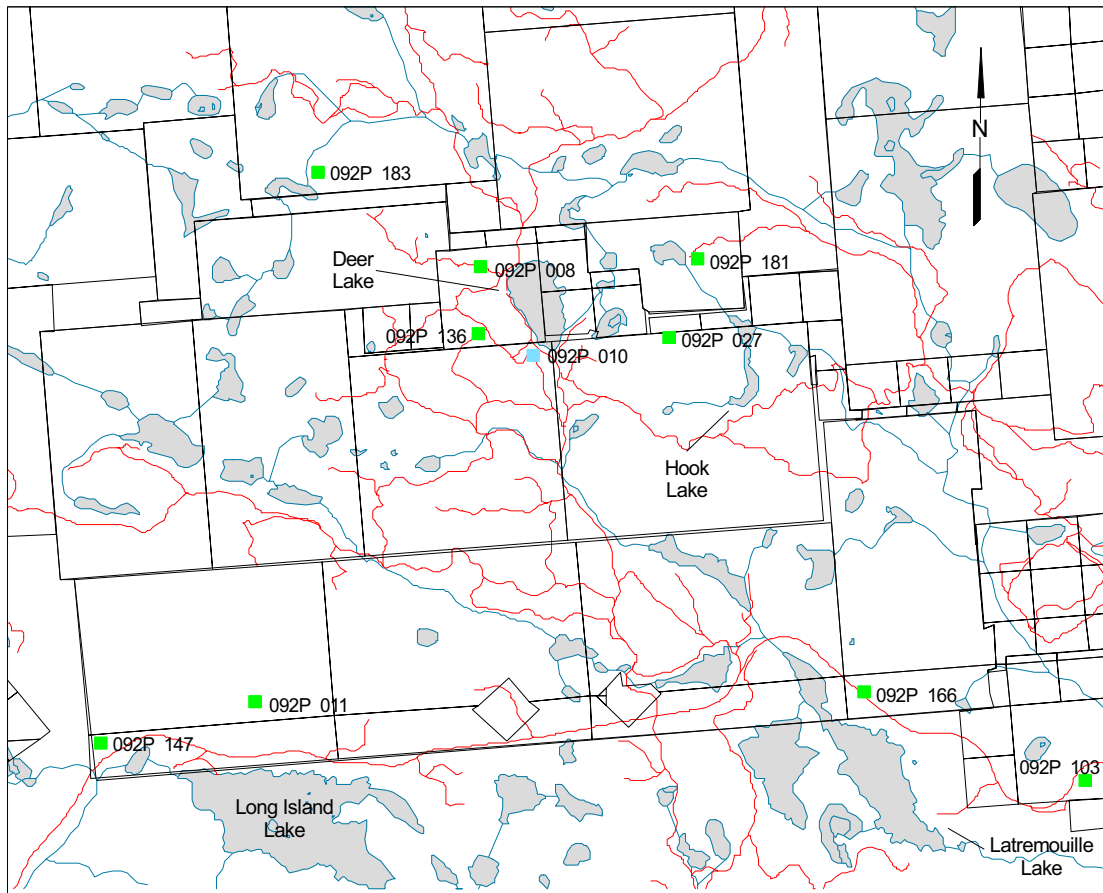 N
092P 183
Deer
Lake
092P 008
092P 181
092P 136
092P 010
092P 027
Hook
Lake
092P 011
092P 166
092P 147
092P 103
Long Island
Lake
Latremouille
Lake